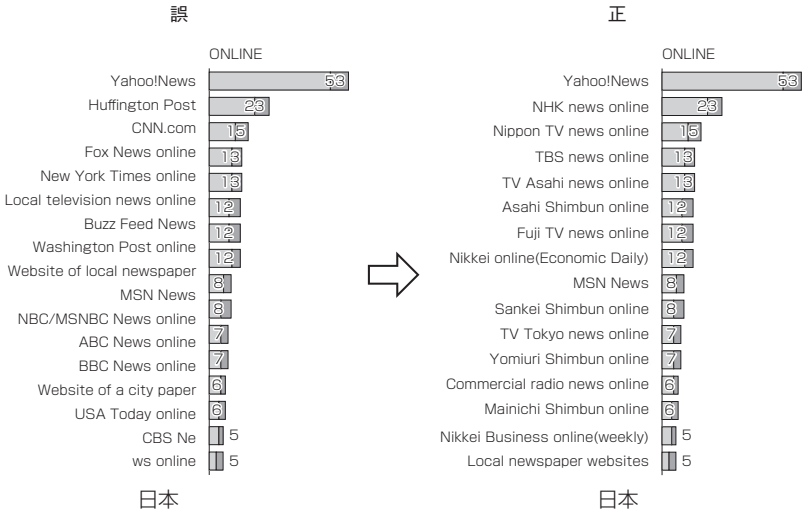 誤
ONLINE
Yahoo!News 53
Huffington Post 23
CNN.com 15
Fox News online 13
New York Times online 13
Local television news online 12
Buzz Feed News 12
Washington Post online 12
Website of local newspaper 8
MSN News 8
NBC/MSNBC News online 7
ABC News online 7
BBC News online 6
Website of a city paper 6
USA Today online 5
CBS Ne 5
ws online
日本
正
ONLINE
Yahoo!News 53
NHK news online 23
Nippon TV news online 15
TBS news online 13
TV Asahi news online 13
Asahi Shimbun online 12
Fuji TV news online 12
Nikkei online(Economic Daily) 12
MSN News 8
Sankei Shimbun online 8
TV Tokyo news online 7
Yomiuri Shimbun online 7
Commercial radio news online 6
Mainichi Shimbun online 6
Nikkei Business online(weekly) 5
Local newspaper websites 5
日本